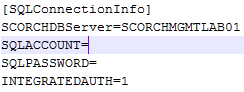 [SQLConnectionInfo]
SCORCHDBServer=SCORCHMGMTLAB01
SQLACCOUNT=
SQLPASSWORD=
INTEGRATEDAUTH=1